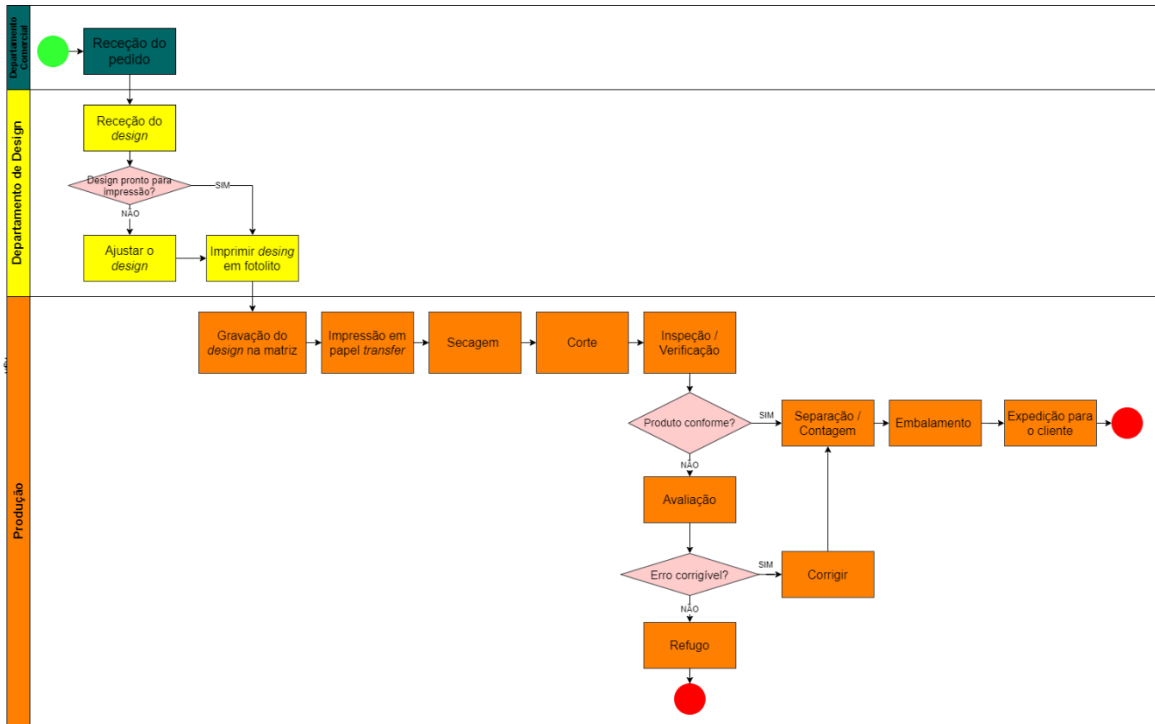 Departamento
Comercial
Receção do
pedido
Departamento de Design
Receção do
design
Design pronto para
impressão?
SIM
NÃO
Ajustar o
design
Imprimir desing
em fotolito
Produção
Gravação do
design na matriz
Impressão em
papel transfer
Secagem
Corte
Inspeção /
Verificação
Produto conforme?
SIM
Separação /
Contagem
Embalamento
Expedição para
o cliente
NÃO
Avaliação
Erro corrigível?
SIM
Corrigir
NÃO
Refugo